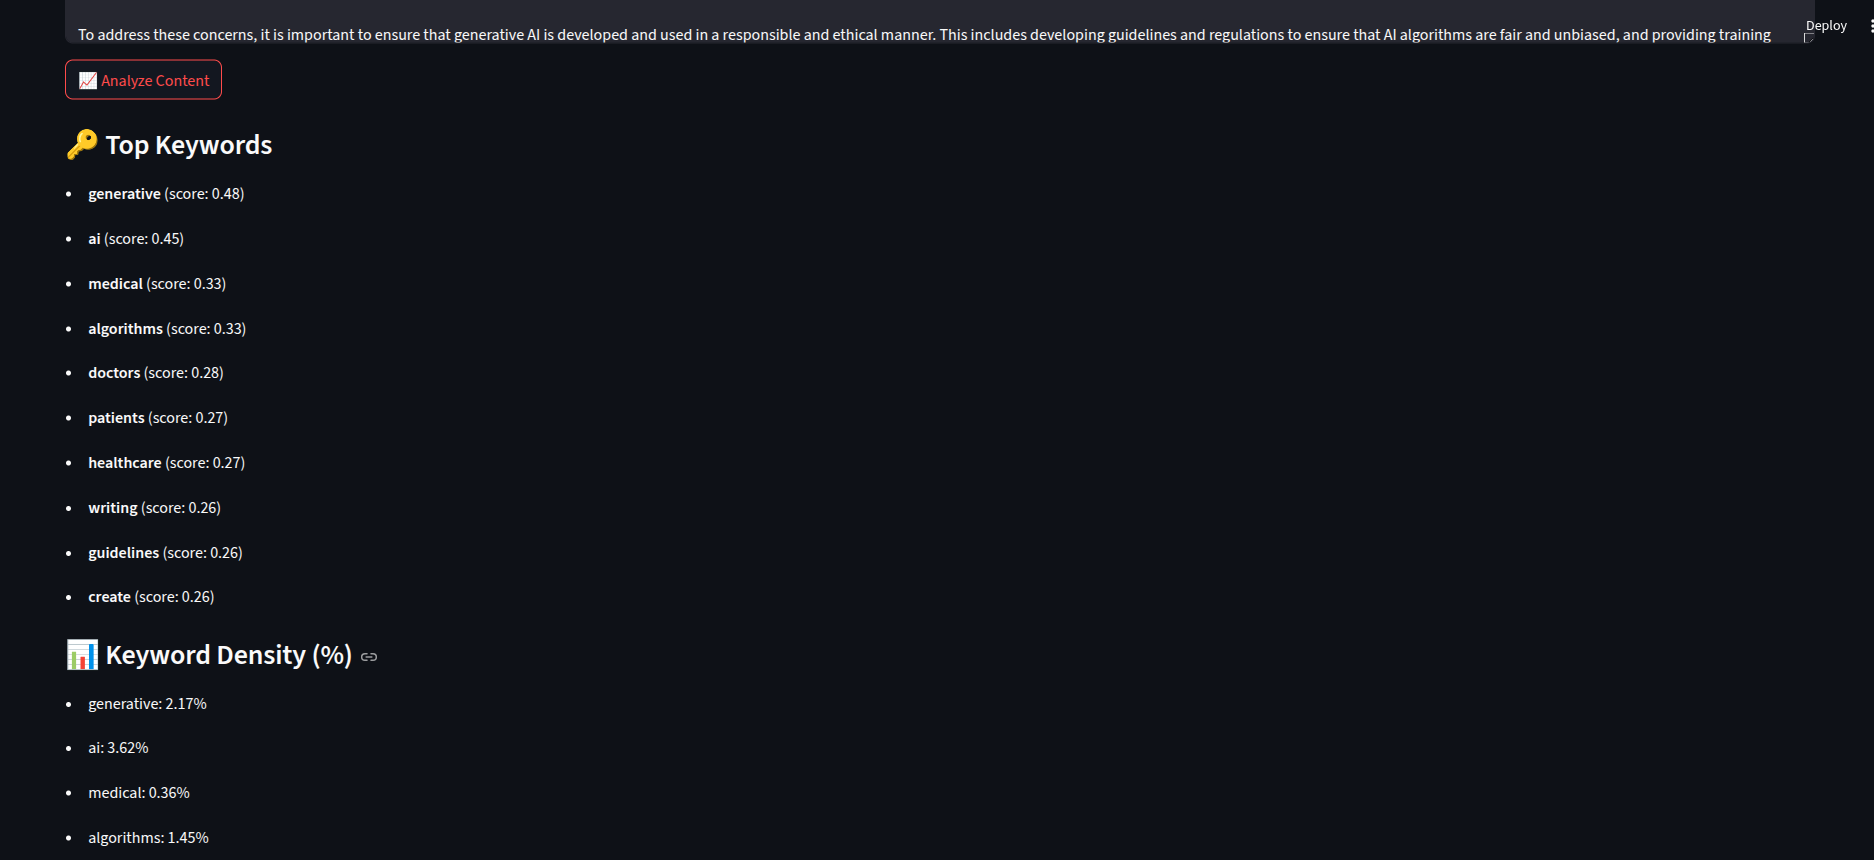 To address these concerns, it is important to ensure that generative AI is developed and used in a responsible and ethical manner. This includes developing guidelines and regulations to ensure that AI algorithms are fair and unbiased, and providing training
Deploy
📈 Analyze Content
🔑 Top Keywords
• generative (score: 0.48)
• ai (score: 0.45)
• medical (score: 0.33)
• algorithms (score: 0.33)
• doctors (score: 0.28)
• patients (score: 0.27)
• healthcare (score: 0.27)
• writing (score: 0.26)
• guidelines (score: 0.26)
• create (score: 0.26)
📊 Keyword Density (%)
• generative: 2.17%
• ai: 3.62%
• medical: 0.36%
• algorithms: 1.45%